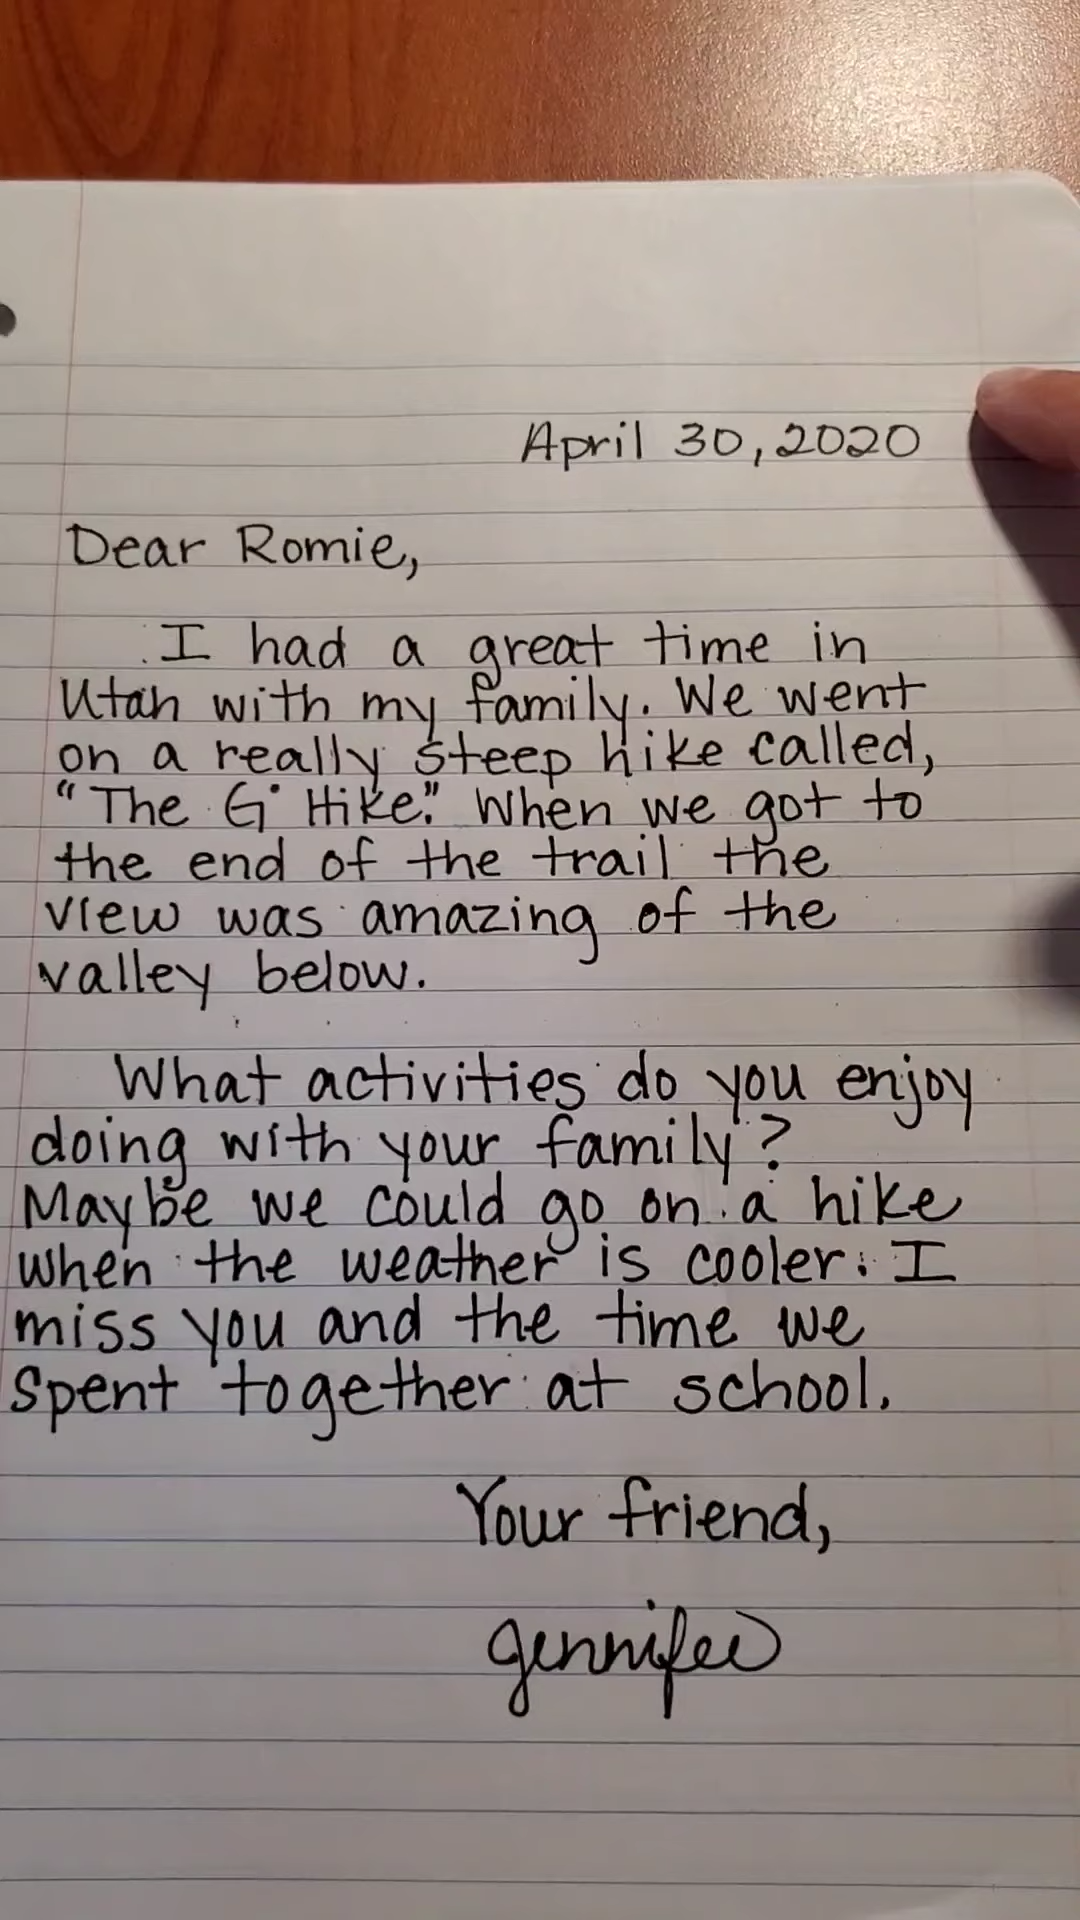 April 30, 2020
Dear Romie,
I had a great time in
Utah with my family. We went
on a really steep hike called,
"The G Hike." When we got to
the end of the trail the
view was amazing of the
valley below.
What activities do you enjoy
doing with your family?
Maybe we could go on a hike
when the weather is cooler. I
miss you and the time we
spent together at school.
Your friend,
Jennifer